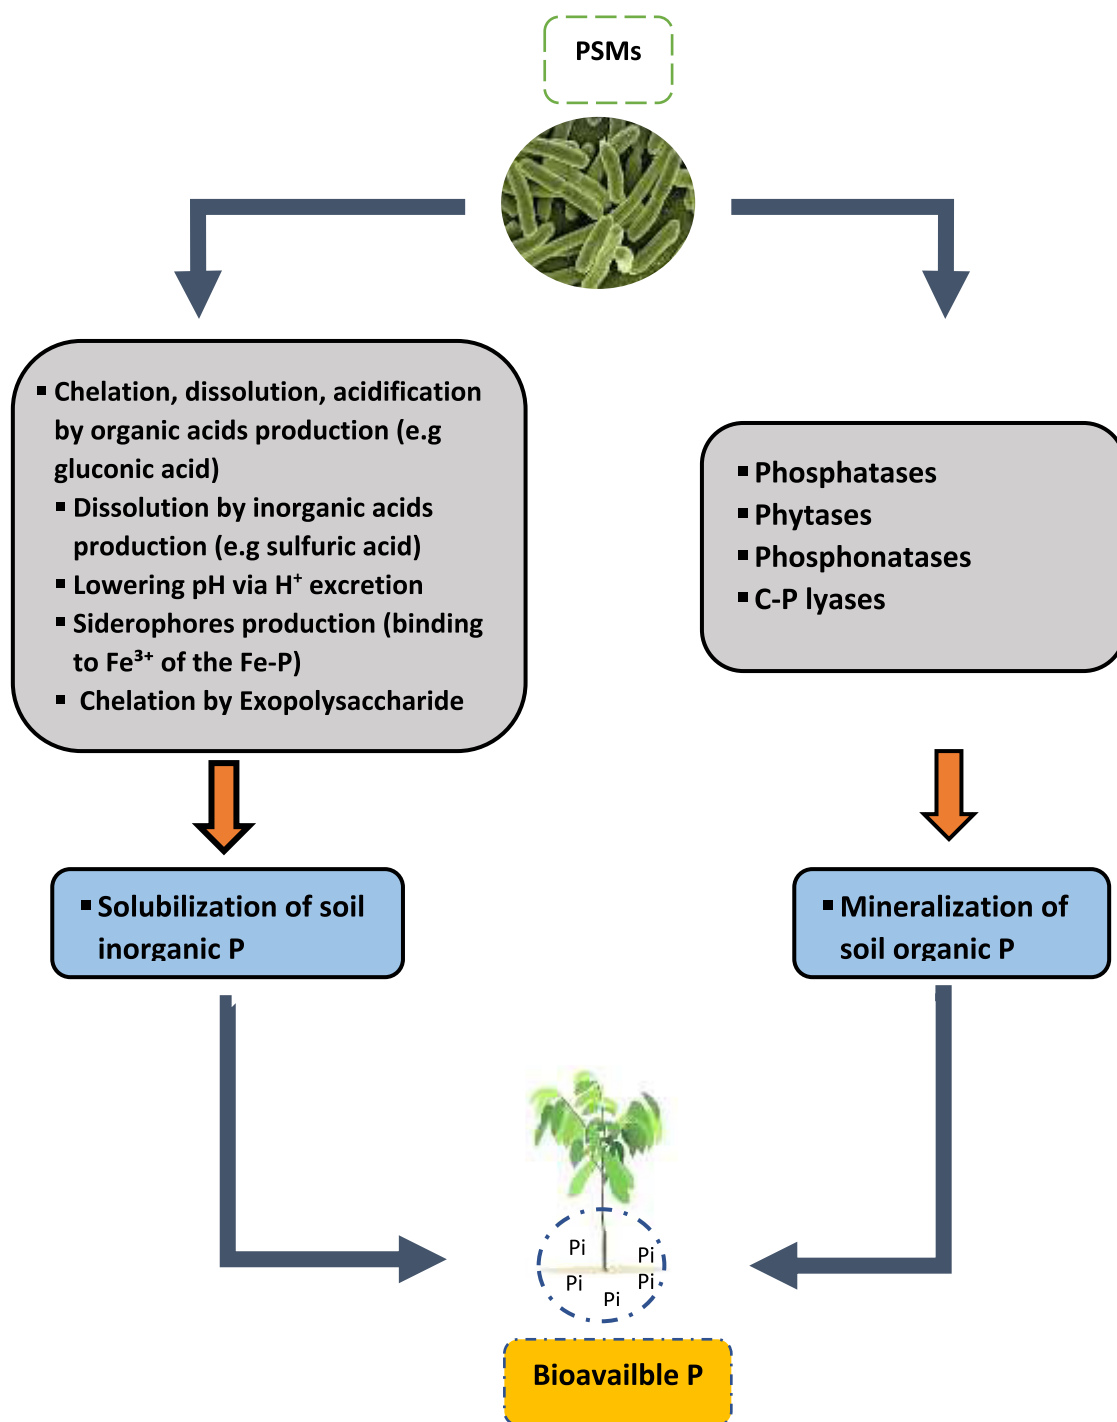 PSMs
▪ Chelation, dissolution, acidification
by organic acids production (e.g
gluconic acid)
▪ Dissolution by inorganic acids
production (e.g sulfuric acid)
▪ Lowering pH via H⁺ excretion
▪ Siderophores production (binding
to Fe³⁺ of the Fe-P)
▪ Chelation by Exopolysaccharide
▪ Phosphatases
▪ Phytases
▪ Phosphonatases
▪ C-P lyases
▪ Solubilization of soil
inorganic P
▪ Mineralization of
soil organic P
Pi
Pi
Pi
Pi
Pi
Bioavailble P